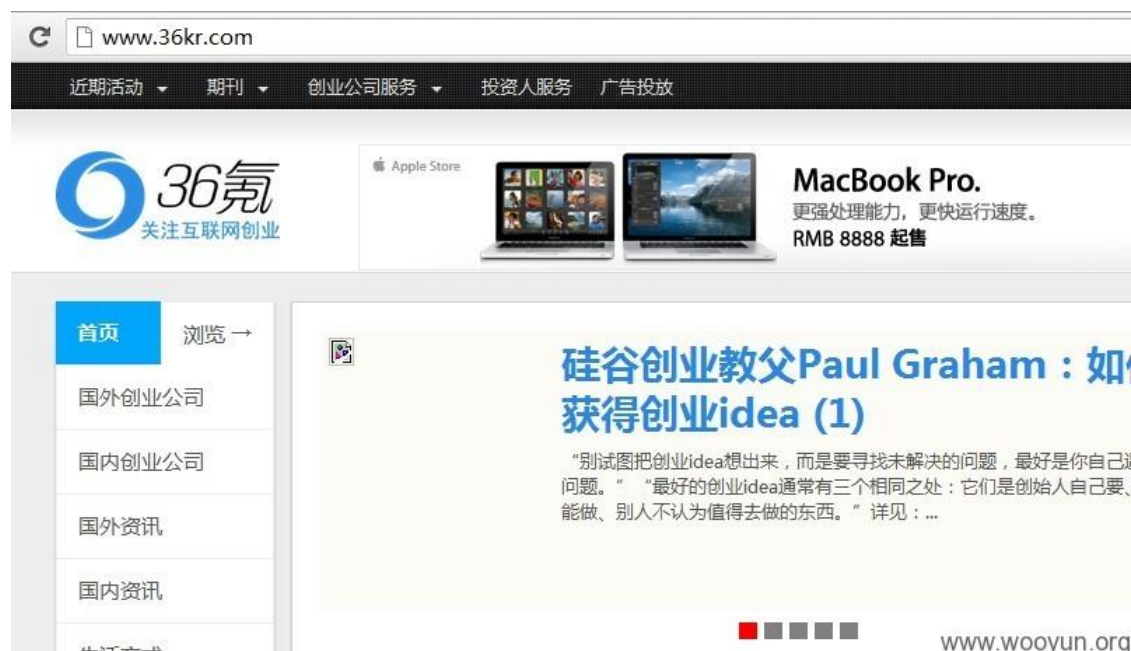 www.36kr.com
近期活动 期刊 创业公司服务 投资人服务 广告投放
36氪
关注互联网创业
Apple Store
MacBook Pro.
更强处理能力，更快运行速度。
RMB 8888 起售
首页 浏览→
国外创业公司
国内创业公司
国外资讯
国内资讯
硅谷创业教父Paul Graham：如
获得创业idea (1)
“别试图把创业idea想出来，而是要寻找未解决的问题，最好是你自己
问题。”“最好的创业idea通常有三个相同之处：它们是创始人自己要、
能做、别人不认为值得去做的东西。”详见：...
www.wooyun.org